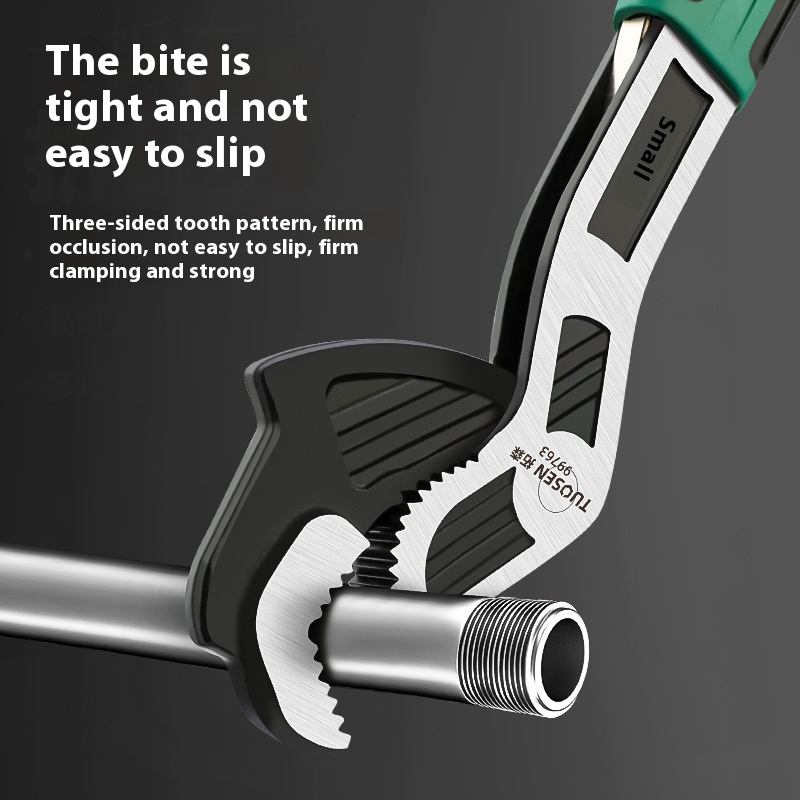 The bite is
tight and not
easy to slip
Three-sided tooth pattern, firm
occlusion, not easy to slip, firm
clamping and strong
Small
TUOSEN 拓森
99763